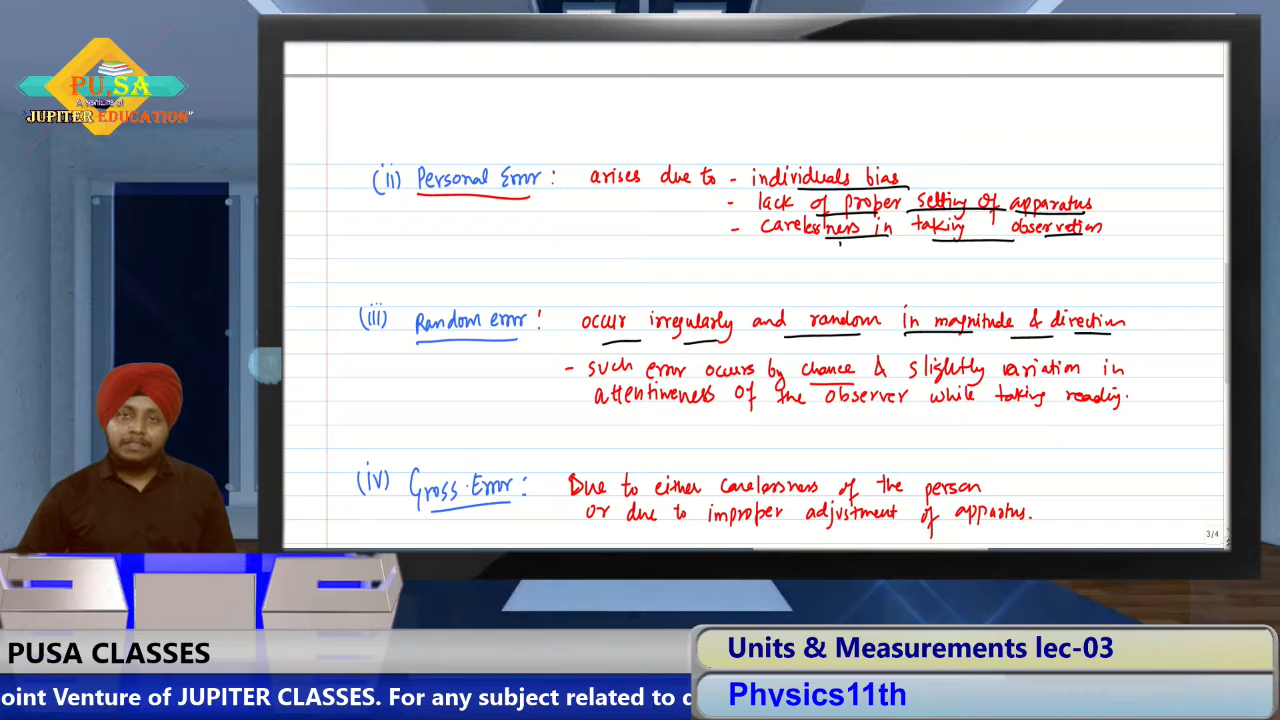 PU,SA
A venture of
"JUPITER EDUCATION"
(ii) Personal Error : arises due to - individuals bias
- lack of proper setting of apparatus
- carelessness in taking observation
(iii) Random error : occur irregularly and random in magnitude & direction
- such error occurs by chance & slightly variation in
attentiveness of the observer while taking reading.
(iv) Gross Error : Due to either carelessness of the person
or due to improper adjustment of apparatus.
3/4
PUSA CLASSES
Units & Measurements lec-03
oint Venture of JUPITER CLASSES. For any subject related to
Physics11th